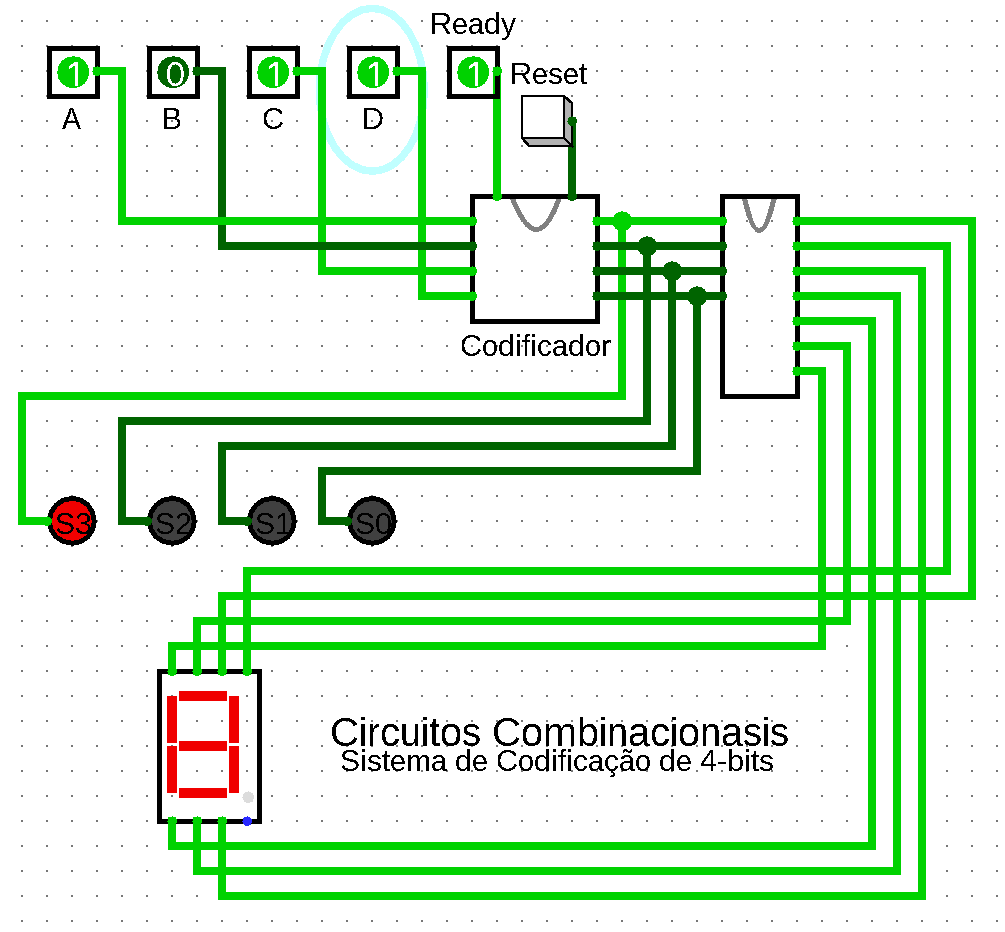 Ready
1 0 1 1 1
Reset
A B C D
Codificador
S3 S2 S1 S0
8
Circuitos Combinacionasis
Sistema de Codificação de 4-bits